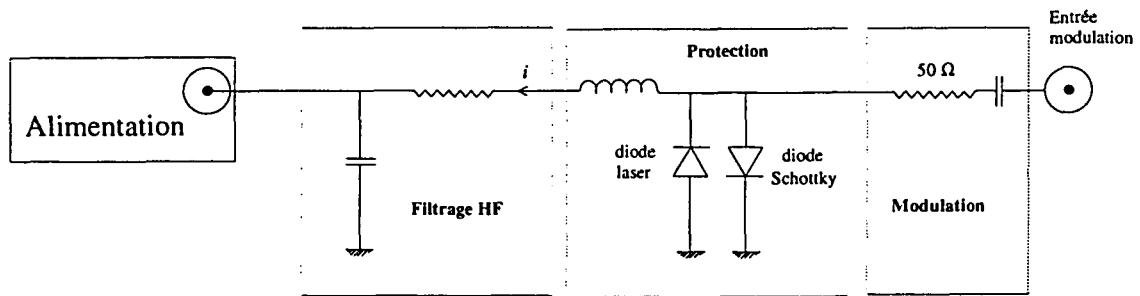 Entrée
modulation
Protection
50 Ω
i
Alimentation
diode
laser
diode
Schottky
Filtrage HF
Modulation